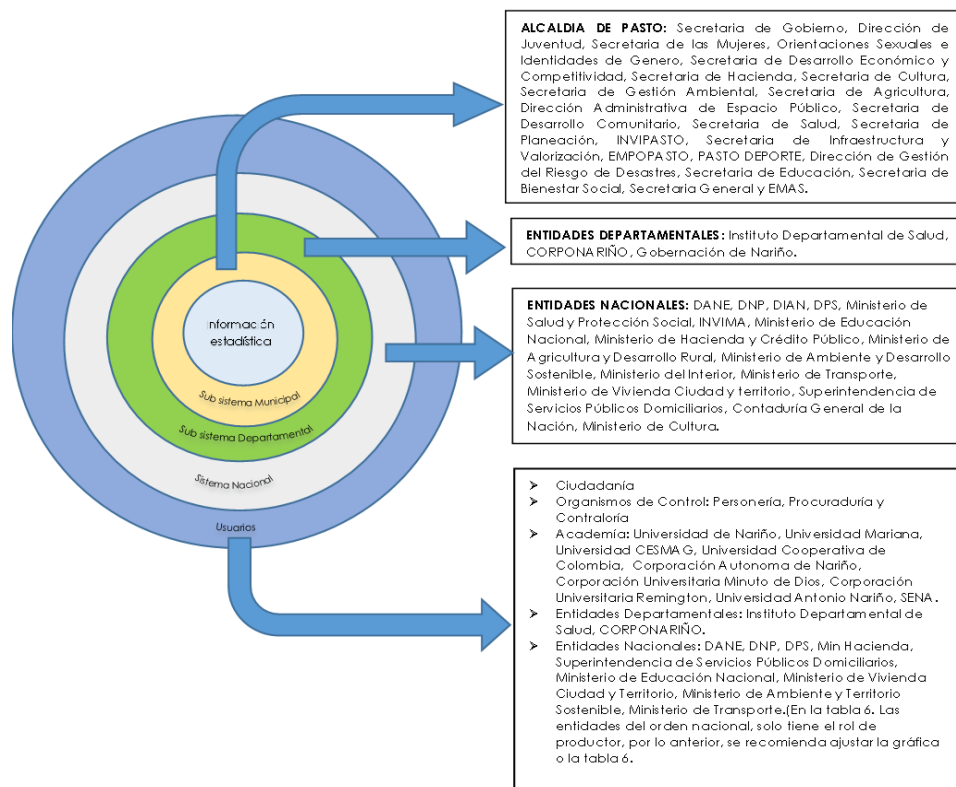 ALCALDIA DE PASTO: Secretaria de Gobierno, Dirección de
Juventud, Secretaria de las Mujeres, Orientaciones Sexuales e
Identidades de Genero, Secretaria de Desarrollo Económico y
Competitividad, Secretaria de Hacienda, Secretaria de Cultura,
Secretaria de Gestión Ambiental, Secretaria de Agricultura,
Dirección Administrativa de Espacio Público, Secretaria de
Desarrollo Comunitario, Secretaria de Salud, Secretaria de
Planeación, INVIPASTO, Secretaria de Infraestructura y
Valorización, EMPOPASTO, PASTO DEPORTE, Dirección de Gestión
del Riesgo de Desastres, Secretaria de Educación, Secretaria de
Bienestar Social, Secretaria General y EMAS.
ENTIDADES DEPARTAMENTALES: Instituto Departamental de Salud,
CORPONARIÑO, Gobernación de Nariño.
ENTIDADES NACIONALES: DANE, DNP, DIAN, DPS, Ministerio de
Salud y Protección Social, INVIMA, Ministerio de Educación
Nacional, Ministerio de Hacienda y Crédito Público, Ministerio de
Agricultura y Desarrollo Rural, Ministerio de Ambiente y Desarrollo
Sostenible, Ministerio del Interior, Ministerio de Transporte,
Ministerio de Vivienda Ciudad y territorio, Superintendencia de
Servicios Públicos Domiciliarios, Contaduría General de la
Nación, Ministerio de Cultura.
Información
estadística
Sub sistema Municipal
Sub sistema Departamental
Sistema Nacional
Usuarios
➢ Ciudadanía
➢ Organismos de Control: Personería, Procuraduría y
Contraloría
➢ Academía: Universidad de Nariño, Universidad Mariana,
Universidad CESMAG, Universidad Cooperativa de
Colombia, Corporación Autonoma de Nariño,
Corporación Universitaria Minuto de Dios, Corporación
Universitaria Remington, Universidad Antonio Nariño, SENA.
➢ Entidades Departamentales: Instituto Departamental de
Salud, CORPONARIÑO.
➢ Entidades Nacionales: DANE, DNP, DPS, Min Hacienda,
Superintendencia de Servicios Públicos Domiciliarios,
Ministerio de Educación Nacional, Ministerio de Vivienda
Ciudad y Territorio, Ministerio de Ambiente y Territorio
Sostenible, Ministerio de Transporte.(En la tabla 6. Las
entidades del orden nacional, solo tiene el rol de
productor, por lo anterior, se recomienda ajustar la gráfica
o la tabla 6.